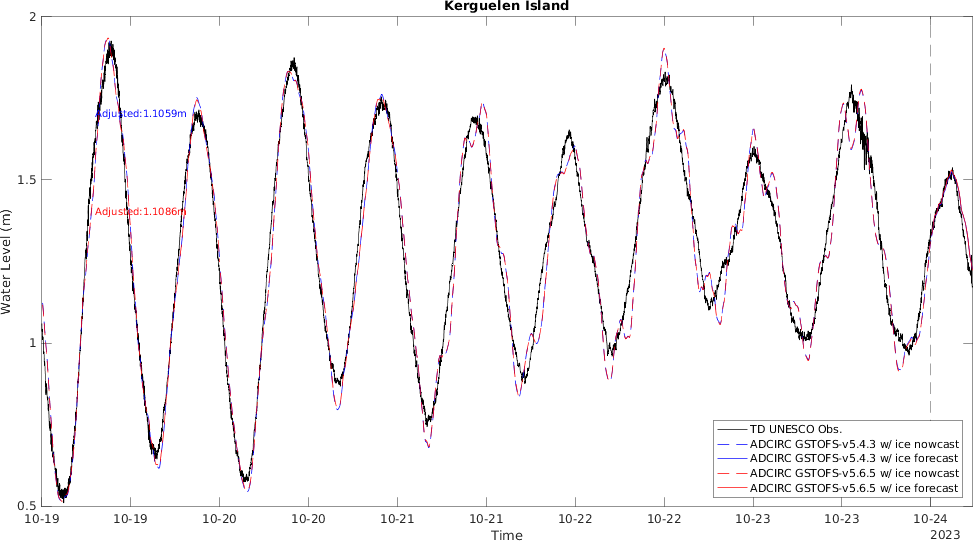 Kerguelen Island
2
Adjusted:1.1059m
1.5
Adjusted:1.1086m
Water Level (m)
1
TD UNESCO Obs.
ADCIRC GSTOFS-v5.4.3 w/ ice nowcast
ADCIRC GSTOFS-v5.4.3 w/ ice forecast
ADCIRC GSTOFS-v5.6.5 w/ ice nowcast
ADCIRC GSTOFS-v5.6.5 w/ ice forecast
0.5
10-19 10-19 10-20 10-20 10-21 10-21 10-22 10-22 10-23 10-23 10-24
Time 2023